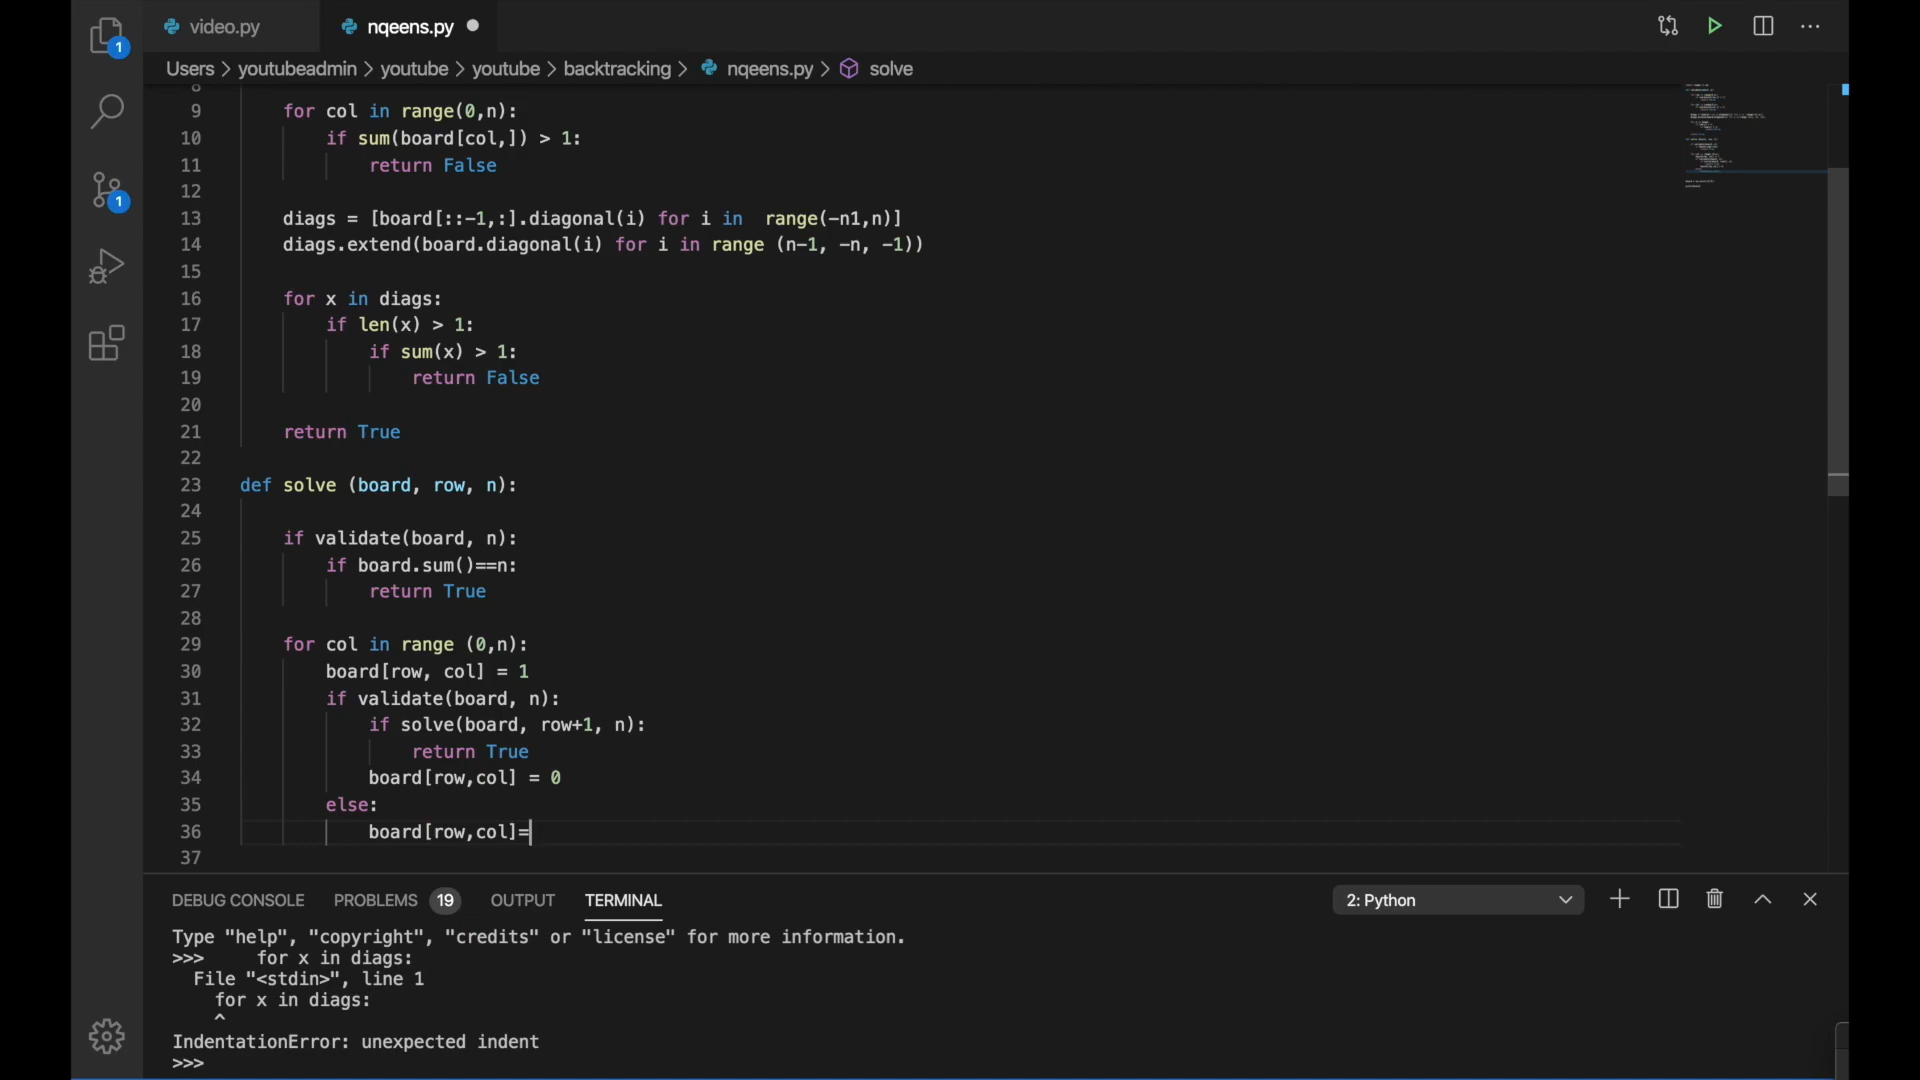 1
video.py
nqeens.py
Users > youtubeadmin > youtube > youtube > backtracking > nqeens.py > solve
1
8
9 for col in range(0,n):
10 if sum(board[col,]) > 1:
11 return False
12
13 diags = [board[::-1,:].diagonal(i) for i in  range(-n1,n)]
14 diags.extend(board.diagonal(i) for i in range (n-1, -n, -1))
15
16 for x in diags:
17 if len(x) > 1:
18 if sum(x) > 1:
19 return False
20
21 return True
22
23 def solve (board, row, n):
24
25 if validate(board, n):
26 if board.sum()==n:
27 return True
28
29 for col in range (0,n):
30 board[row, col] = 1
31 if validate(board, n):
32 if solve(board, row+1, n):
33 return True
34 board[row,col] = 0
35 else:
36 board[row,col]=
37
DEBUG CONSOLE PROBLEMS 19 OUTPUT TERMINAL 2: Python
Type "help", "copyright", "credits" or "license" for more information.
>>>     for x in diags:
File "<stdin>", line 1
for x in diags:
^
IndentationError: unexpected indent
>>>